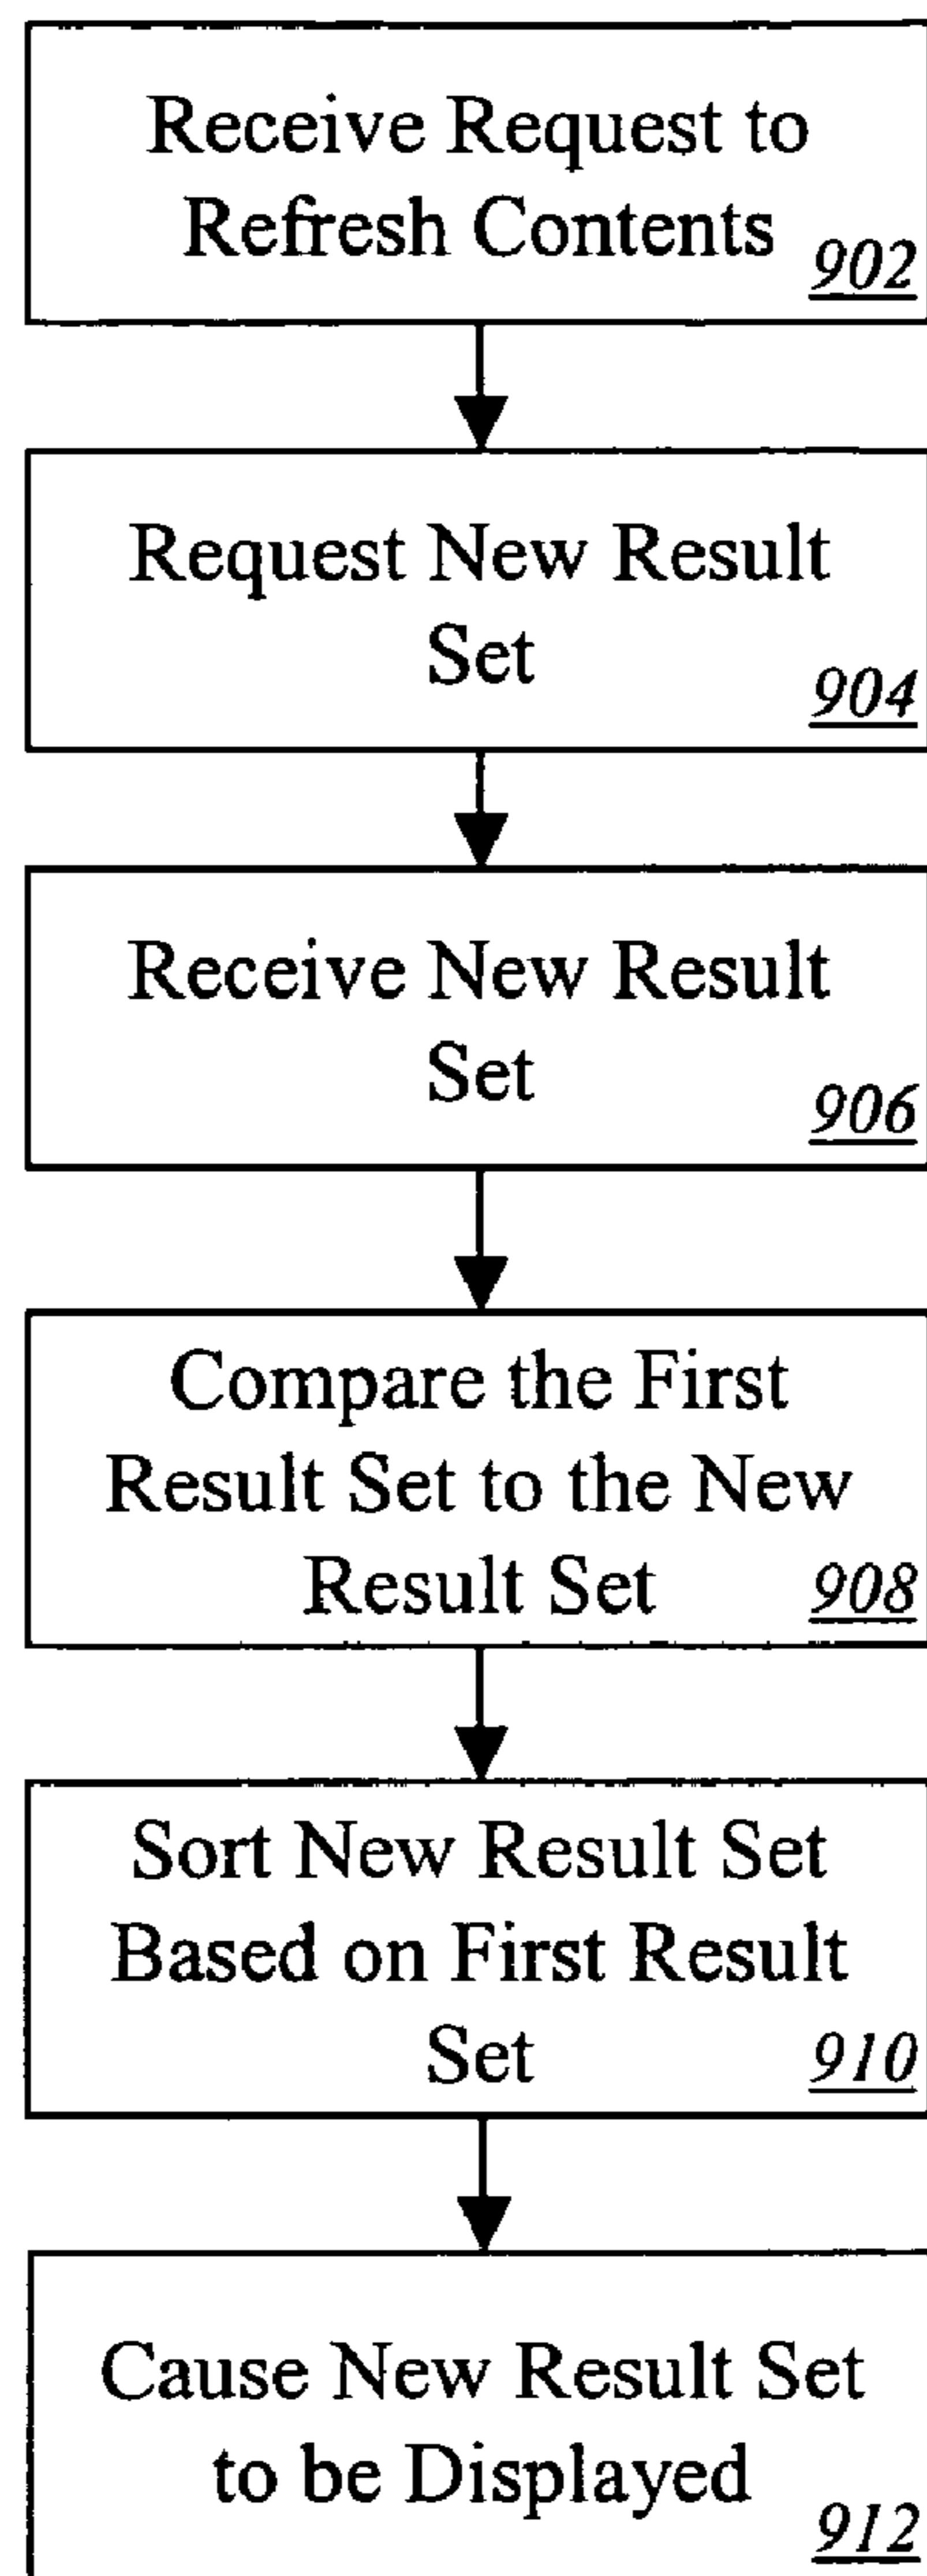 Receive Request to
Refresh Contents
902
Request New Result
Set
904
Receive New Result
Set
906
Compare the First
Result Set to the New
Result Set
908
Sort New Result Set
Based on First Result
Set
910
Cause New Result Set
to be Displayed
912